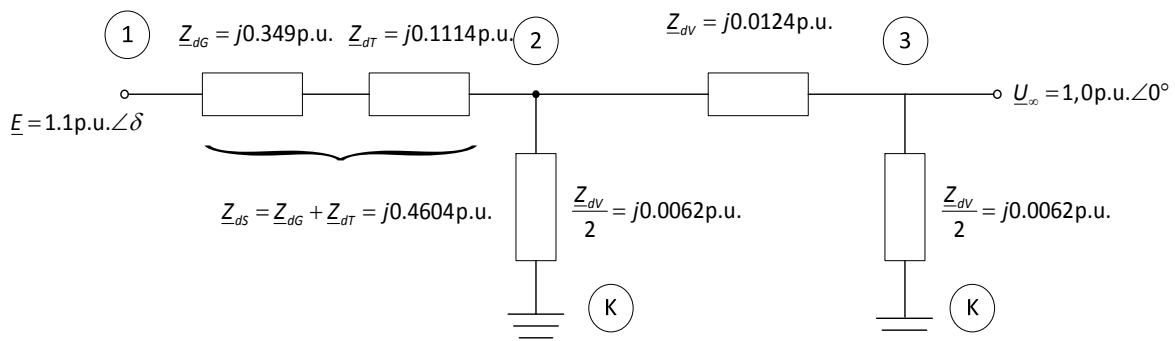 1
Z_dG = j0.349p.u.
Z_dT = j0.1114p.u.
2
Z_dV = j0.0124p.u.
3
E = 1.1p.u.∠δ
U_∞ = 1,0p.u.∠0°
Z_dS = Z_dG + Z_dT = j0.4604p.u.
Z_dV/2 = j0.0062p.u.
Z_dV/2 = j0.0062p.u.
K
K